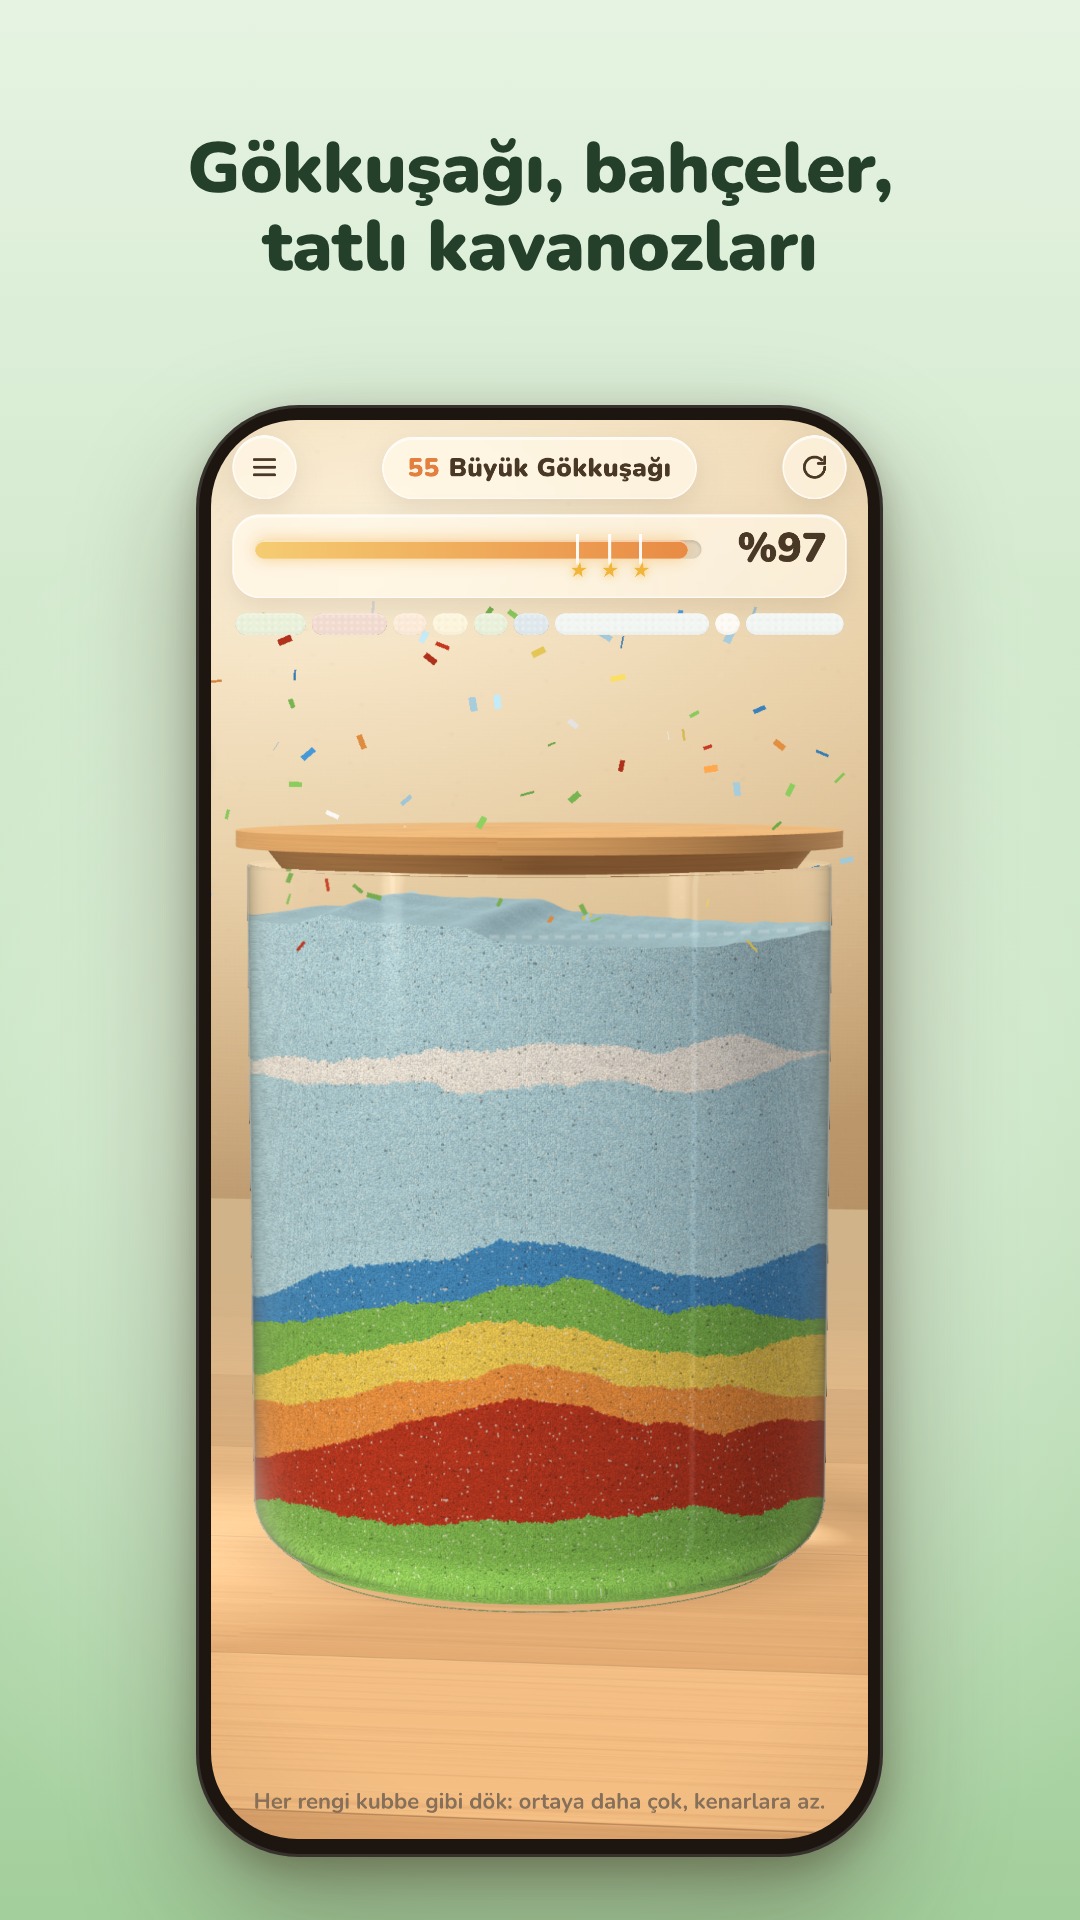 Gökkuşağı, bahçeler,
tatlı kavanozları
55 Büyük Gökkuşağı
%97
Her rengi kubbe gibi dök: ortaya daha çok, kenarlara az.